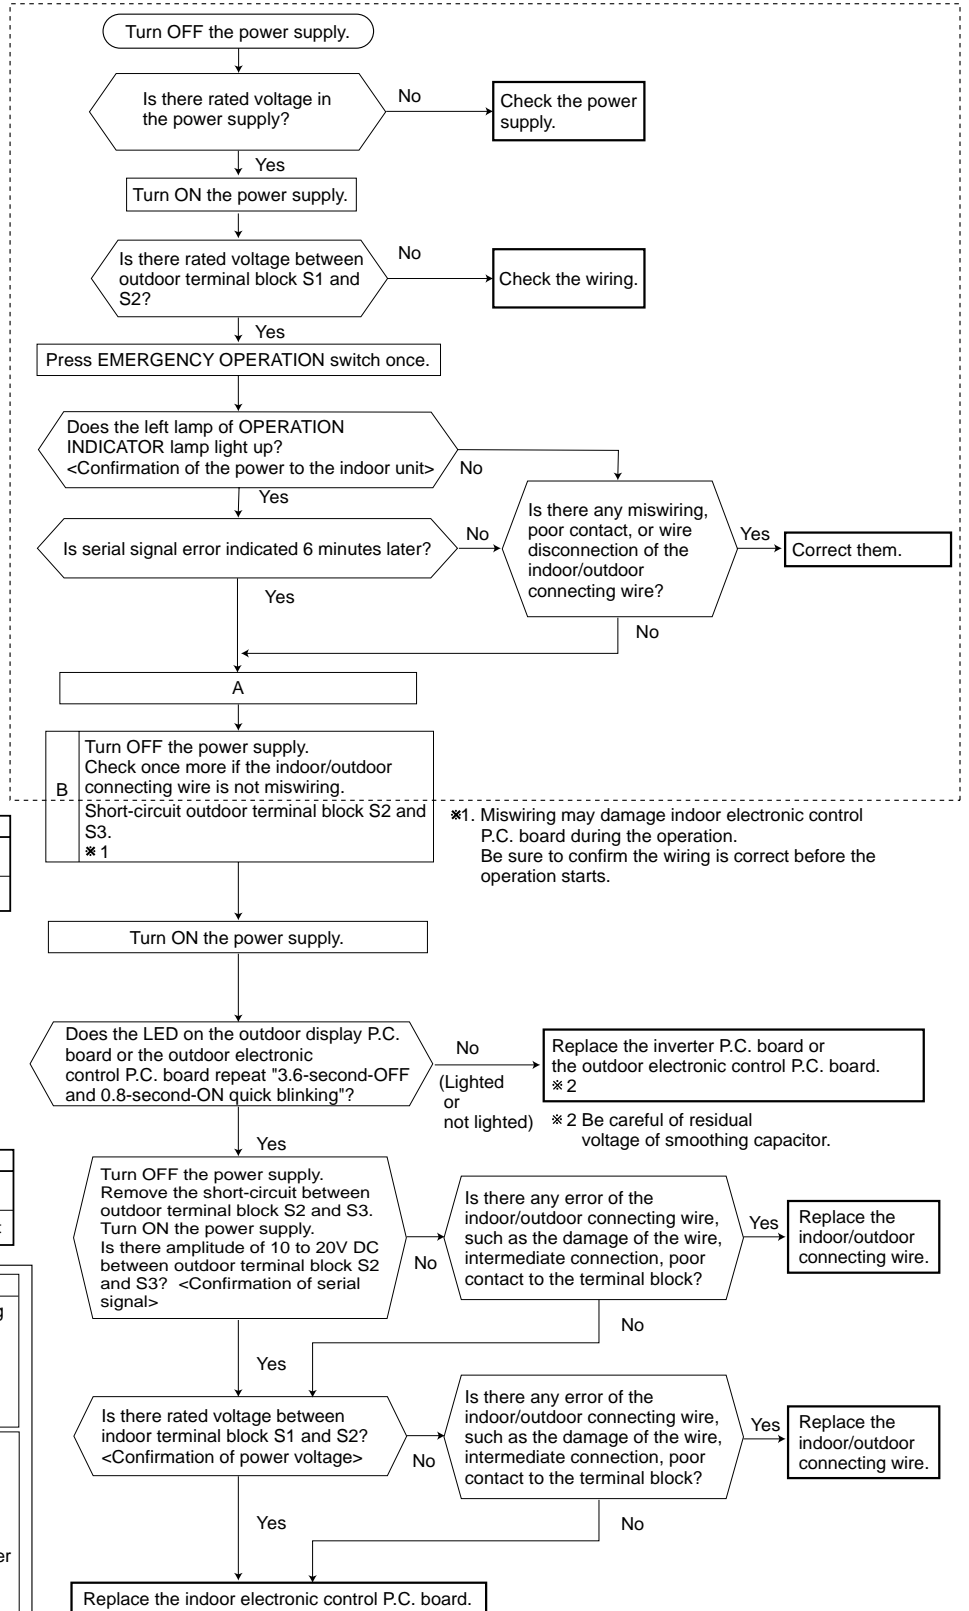 Turn OFF the power supply.
Is there rated voltage in
the power supply?
No
Check the power
supply.
Yes
Turn ON the power supply.
Is there rated voltage between
outdoor terminal block S1 and
S2?
No
Check the wiring.
Yes
Press EMERGENCY OPERATION switch once.
Does the left lamp of OPERATION
INDICATOR lamp light up?
<Confirmation of the power to the indoor unit>
No
Yes
Is serial signal error indicated 6 minutes later?
No
Is there any miswiring,
poor contact, or wire
disconnection of the
indoor/outdoor
connecting wire?
Yes
Correct them.
Yes
No
A
B
Turn OFF the power supply.
Check once more if the indoor/outdoor
connecting wire is not miswiring.
Short-circuit outdoor terminal block S2 and
S3.
※1
※1. Miswiring may damage indoor electronic control
P.C. board during the operation.
Be sure to confirm the wiring is correct before the
operation starts.
Turn ON the power supply.
Does the LED on the outdoor display P.C.
board or the outdoor electronic
control P.C. board repeat "3.6-second-OFF
and 0.8-second-ON quick blinking"?
No
(Lighted
or
not lighted)
Replace the inverter P.C. board or
the outdoor electronic control P.C. board.
※2
※2 Be careful of residual
voltage of smoothing capacitor.
Yes
Turn OFF the power supply.
Remove the short-circuit between
outdoor terminal block S2 and S3.
Turn ON the power supply.
Is there amplitude of 10 to 20V DC
between outdoor terminal block S2
and S3? <Confirmation of serial
signal>
No
Is there any error of the
indoor/outdoor connecting wire,
such as the damage of the wire,
intermediate connection, poor
contact to the terminal block?
Yes
Replace the
indoor/outdoor
connecting wire.
No
Yes
Is there rated voltage between
indoor terminal block S1 and S2?
<Confirmation of power voltage>
No
Is there any error of the
indoor/outdoor connecting wire,
such as the damage of the wire,
intermediate connection, poor
contact to the terminal block?
Yes
Replace the
indoor/outdoor
connecting wire.
Yes
No
Replace the indoor electronic control P.C. board.